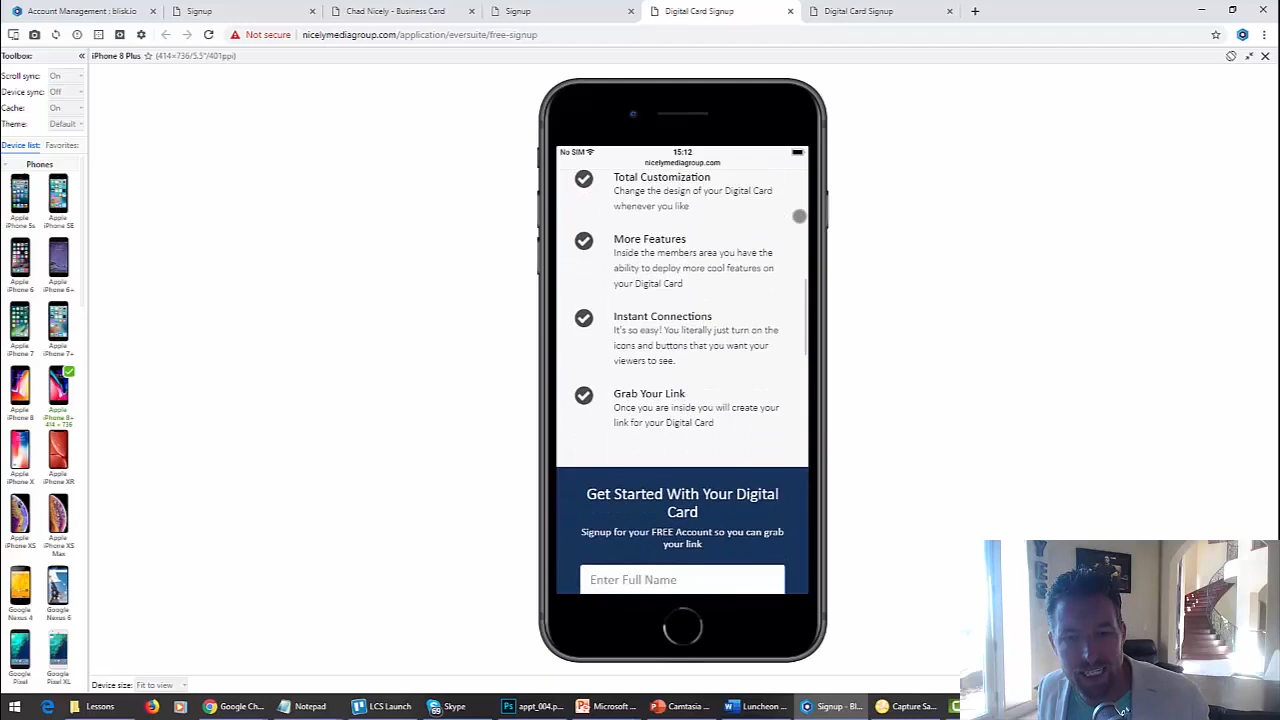 Account Management : blisk.io
Signup
Chad Nicely - Business Card
Signup
Digital Card Signup
Digital Card Signup
Not secure
nicelymediagroup.com/application/eversuite/free-signup
Toolbox:
iPhone 8 Plus
(414×736/5.5"/401ppi)
Scroll sync: On
Device sync: Off
Cache: On
Theme: Default
Device list: Favorites:
Phones
Apple iPhone 5s
Apple iPhone SE
Apple iPhone 6
Apple iPhone 6+
Apple iPhone 7
Apple iPhone 7+
Apple iPhone 8
Apple iPhone 8+
414 × 736
Apple iPhone X
Apple iPhone XR
Apple iPhone XS
Apple iPhone XS Max
Google Nexus 4
Google Nexus 6
Google Pixel
Google Pixel XL
No SIM
15:12
nicelymediagroup.com
Total Customization
Change the design of your Digital Card
whenever you like
More Features
Inside the members area you have the
ability to deploy more cool features on
your Digital Card
Instant Connections
It's so easy! You literally just turn on the
icons and buttons that you want your
viewers to see.
Grab Your Link
Once you are inside you will create your
link for your Digital Card
Get Started With Your Digital
Card
Signup for your FREE Account so you can grab
your link
Enter Full Name
Device size: Fit to view
Lessons
Google Ch...
Notepad
LCS Launch
Skype
appt_004.p...
Microsoft ...
Camtasia ...
Luncheon ...
Signup - Bl...
Capture Sa...